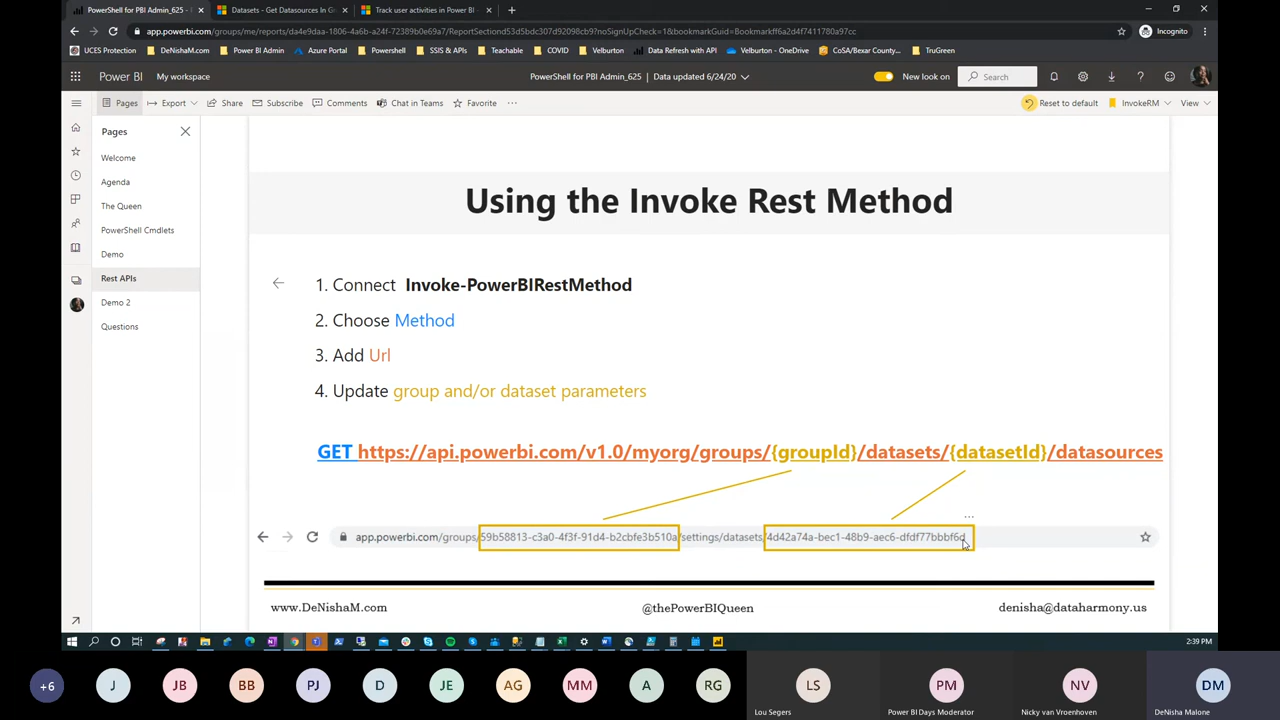 PowerShell for PBI Admin_625 - P
Datasets - Get Datasources In Gr
Track user activities in Power BI -
app.powerbi.com/groups/me/reports/da4e9daa-1806-4a6b-a24f-72389b0e69a7/ReportSectiond53d5bdc307d92098cb9?noSignUpCheck=1&bookmarkGuid=Bookmarkff6a2d4f7411780a97cc
Incognito
UCES Protection
DeNishaM.com
Power BI Admin
Azure Portal
Powershell
SSIS & APIs
Teachable
COVID
Velburton
Data Refresh with API
Velburton - OneDrive
CoSA/Bexar County...
TruGreen
Power BI
My workspace
PowerShell for PBI Admin_625 | Data updated 6/24/20
New look on
Search
Pages
Export
Share
Subscribe
Comments
Chat in Teams
Favorite
Reset to default
InvokeRM
View
Pages
Welcome
Agenda
The Queen
PowerShell Cmdlets
Demo
Rest APIs
Demo 2
Questions
Using the Invoke Rest Method
1. Connect Invoke-PowerBIRestMethod
2. Choose Method
3. Add Url
4. Update group and/or dataset parameters
GET https://api.powerbi.com/v1.0/myorg/groups/{groupId}/datasets/{datasetId}/datasources
app.powerbi.com/groups/59b58813-c3a0-4f3f-91d4-b2cbfe3b510a/settings/datasets/4d42a74a-bec1-48b9-aec6-dfdf77bbbf6d
www.DeNishaM.com
@thePowerBIQueen
denisha@dataharmony.us
2:39 PM
+6
J
JB
BB
PJ
D
JE
AG
MM
A
RG
LS
PM
NV
DM
Lou Segers
Power BI Days Moderator
Nicky van Vroenhoven
DeNisha Malone